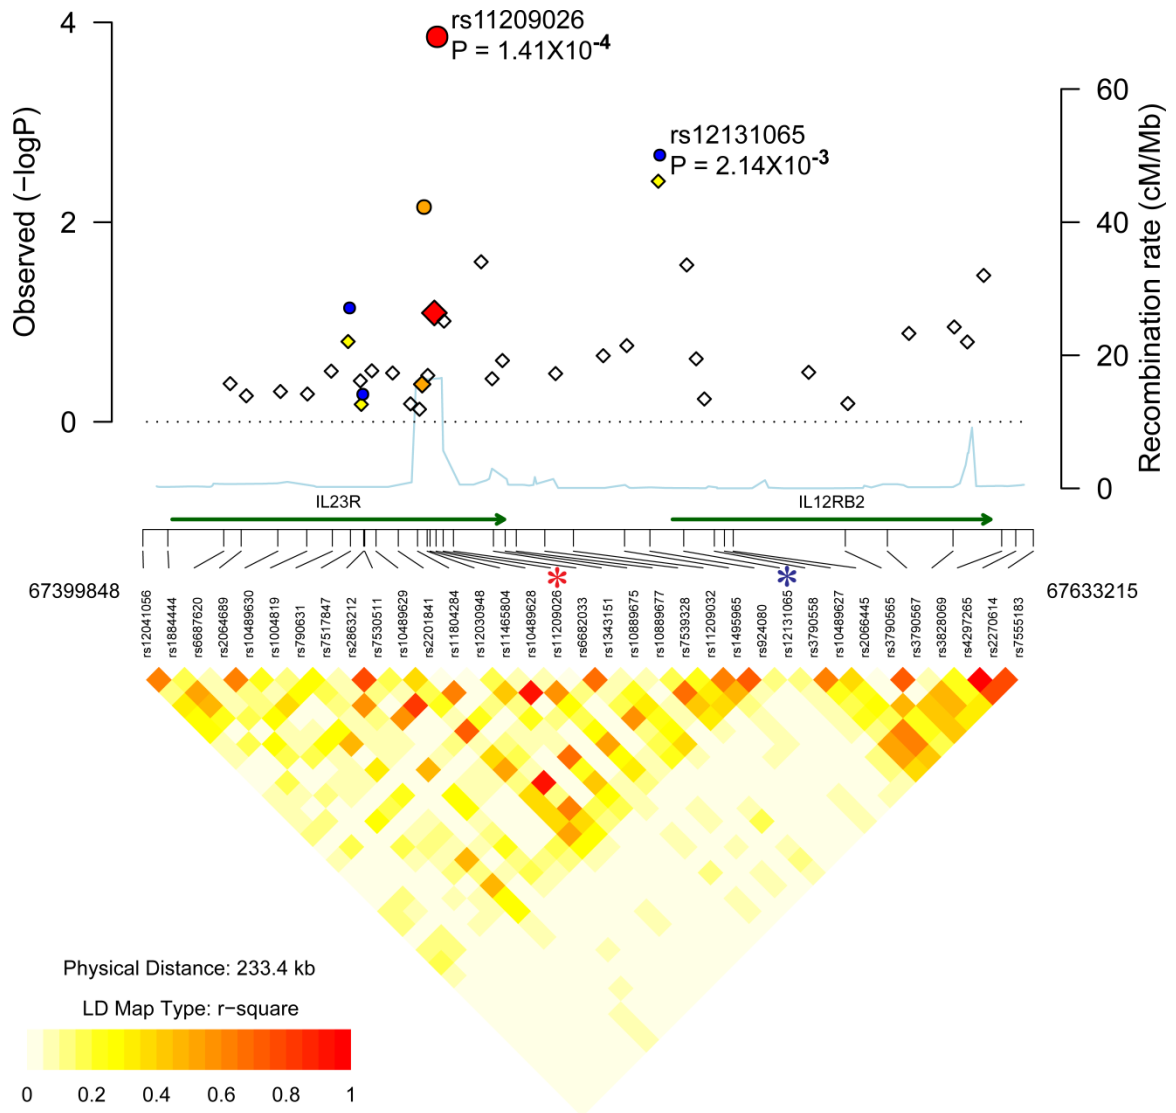 4
2
0
Observed (−logP)
rs11209026
P = 1.41X10-4
rs12131065
P = 2.14X10-3
60
40
20
0
Recombination rate (cM/Mb)
IL23R
IL12RB2
67399848
*
*
67633215
rs12041056
rs1884444
rs6687620
rs2064689
rs10489630
rs1004819
rs790631
rs7517847
rs2863212
rs7530511
rs10489629
rs2201841
rs11804284
rs12030948
rs11465804
rs10489628
rs11209026
rs6682033
rs1343151
rs10889675
rs10889677
rs7539328
rs11209032
rs1495965
rs924080
rs12131065
rs3790558
rs10489627
rs2066445
rs3790565
rs3790567
rs3828069
rs4297265
rs2270614
rs7555183
Physical Distance: 233.4 kb
LD Map Type: r−square
0 0.2 0.4 0.6 0.8 1